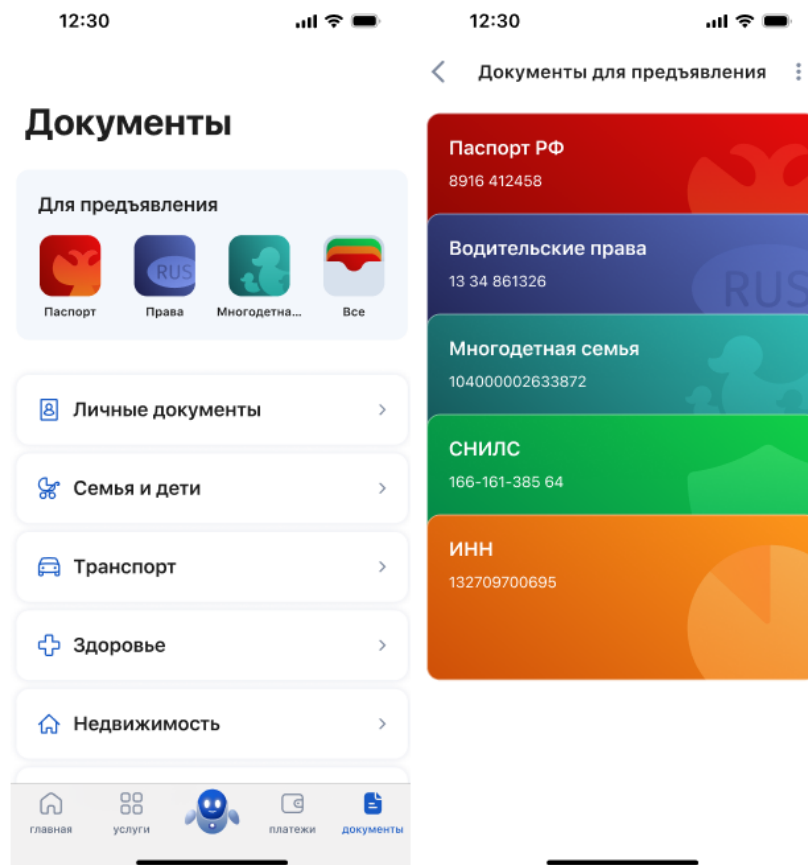 12:30
Документы
Для предъявления
RUS
Паспорт
Права
Многодетна...
Все
Личные документы
Семья и дети
Транспорт
Здоровье
Недвижимость
главная
услуги
платежи
документы
12:30
Документы для предъявления
Паспорт РФ
8916 412458
Водительские права
13 34 861326
RUS
Многодетная семья
104000002633872
СНИЛС
166-161-385 64
ИНН
132709700695